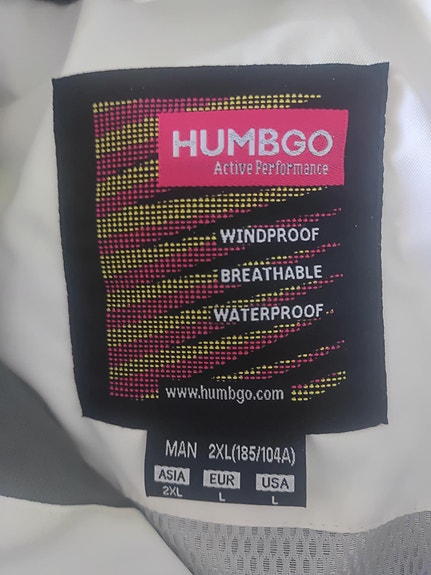 HUMBGO
Active Performance
WINDPROOF
BREATHABLE
WATERPROOF
www.humbgo.com
MAN 2XL(185/104A)
ASIA EUR USA
2XL L L